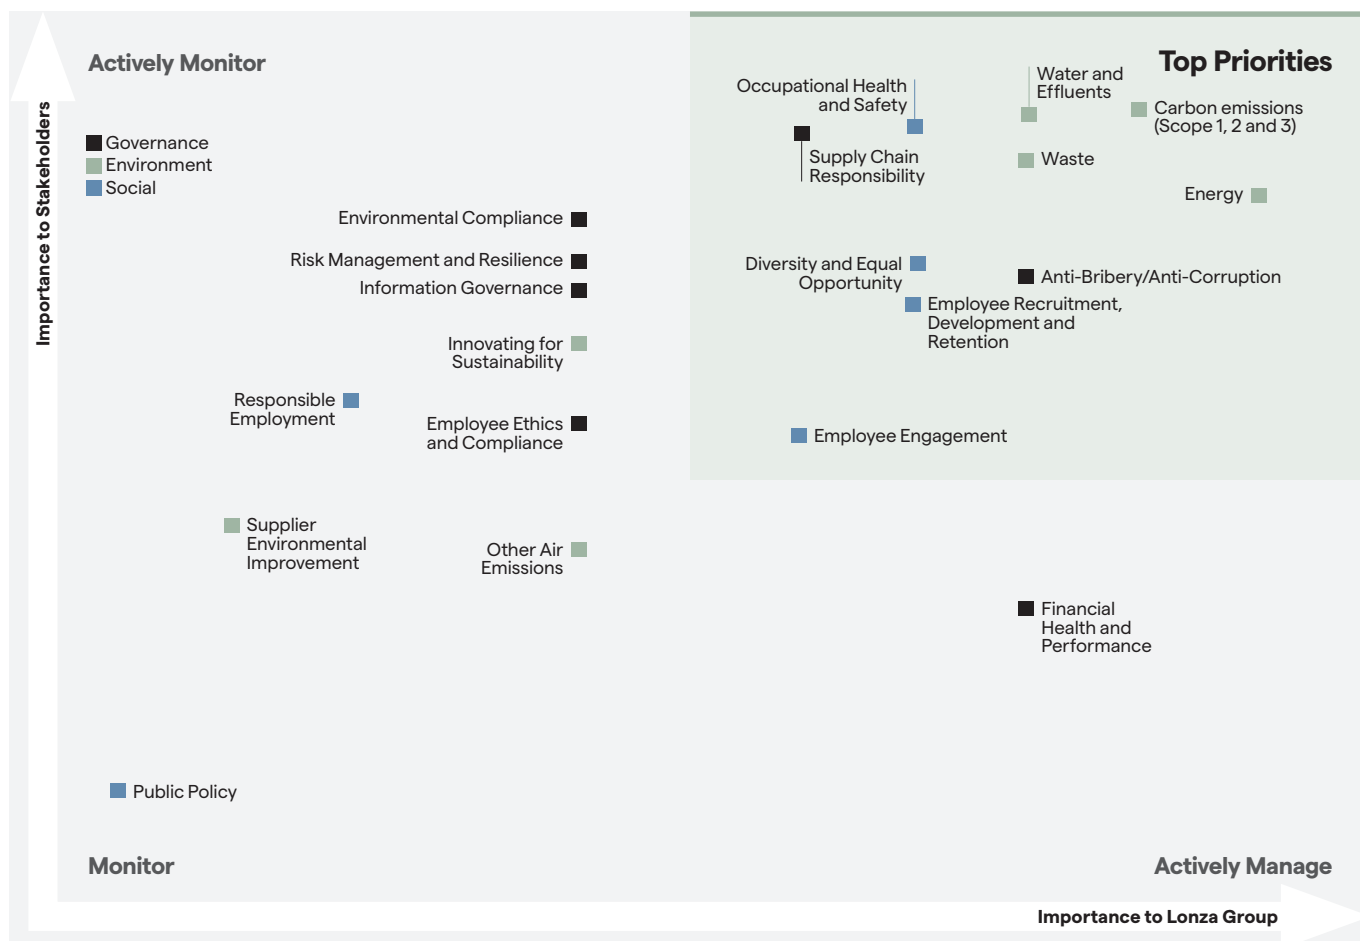 Actively Monitor
Top Priorities
Importance to Stakeholders
Governance
Environment
Social
Occupational Health
and Safety
Water and
Effluents
Carbon emissions
(Scope 1, 2 and 3)
Supply Chain
Responsibility
Waste
Energy
Environmental Compliance
Risk Management and Resilience
Information Governance
Diversity and Equal
Opportunity
Anti-Bribery/Anti-Corruption
Employee Recruitment,
Development and
Retention
Innovating for
Sustainability
Responsible
Employment
Employee Ethics
and Compliance
Employee Engagement
Supplier
Environmental
Improvement
Other Air
Emissions
Financial
Health and
Performance
Public Policy
Monitor
Actively Manage
Importance to Lonza Group